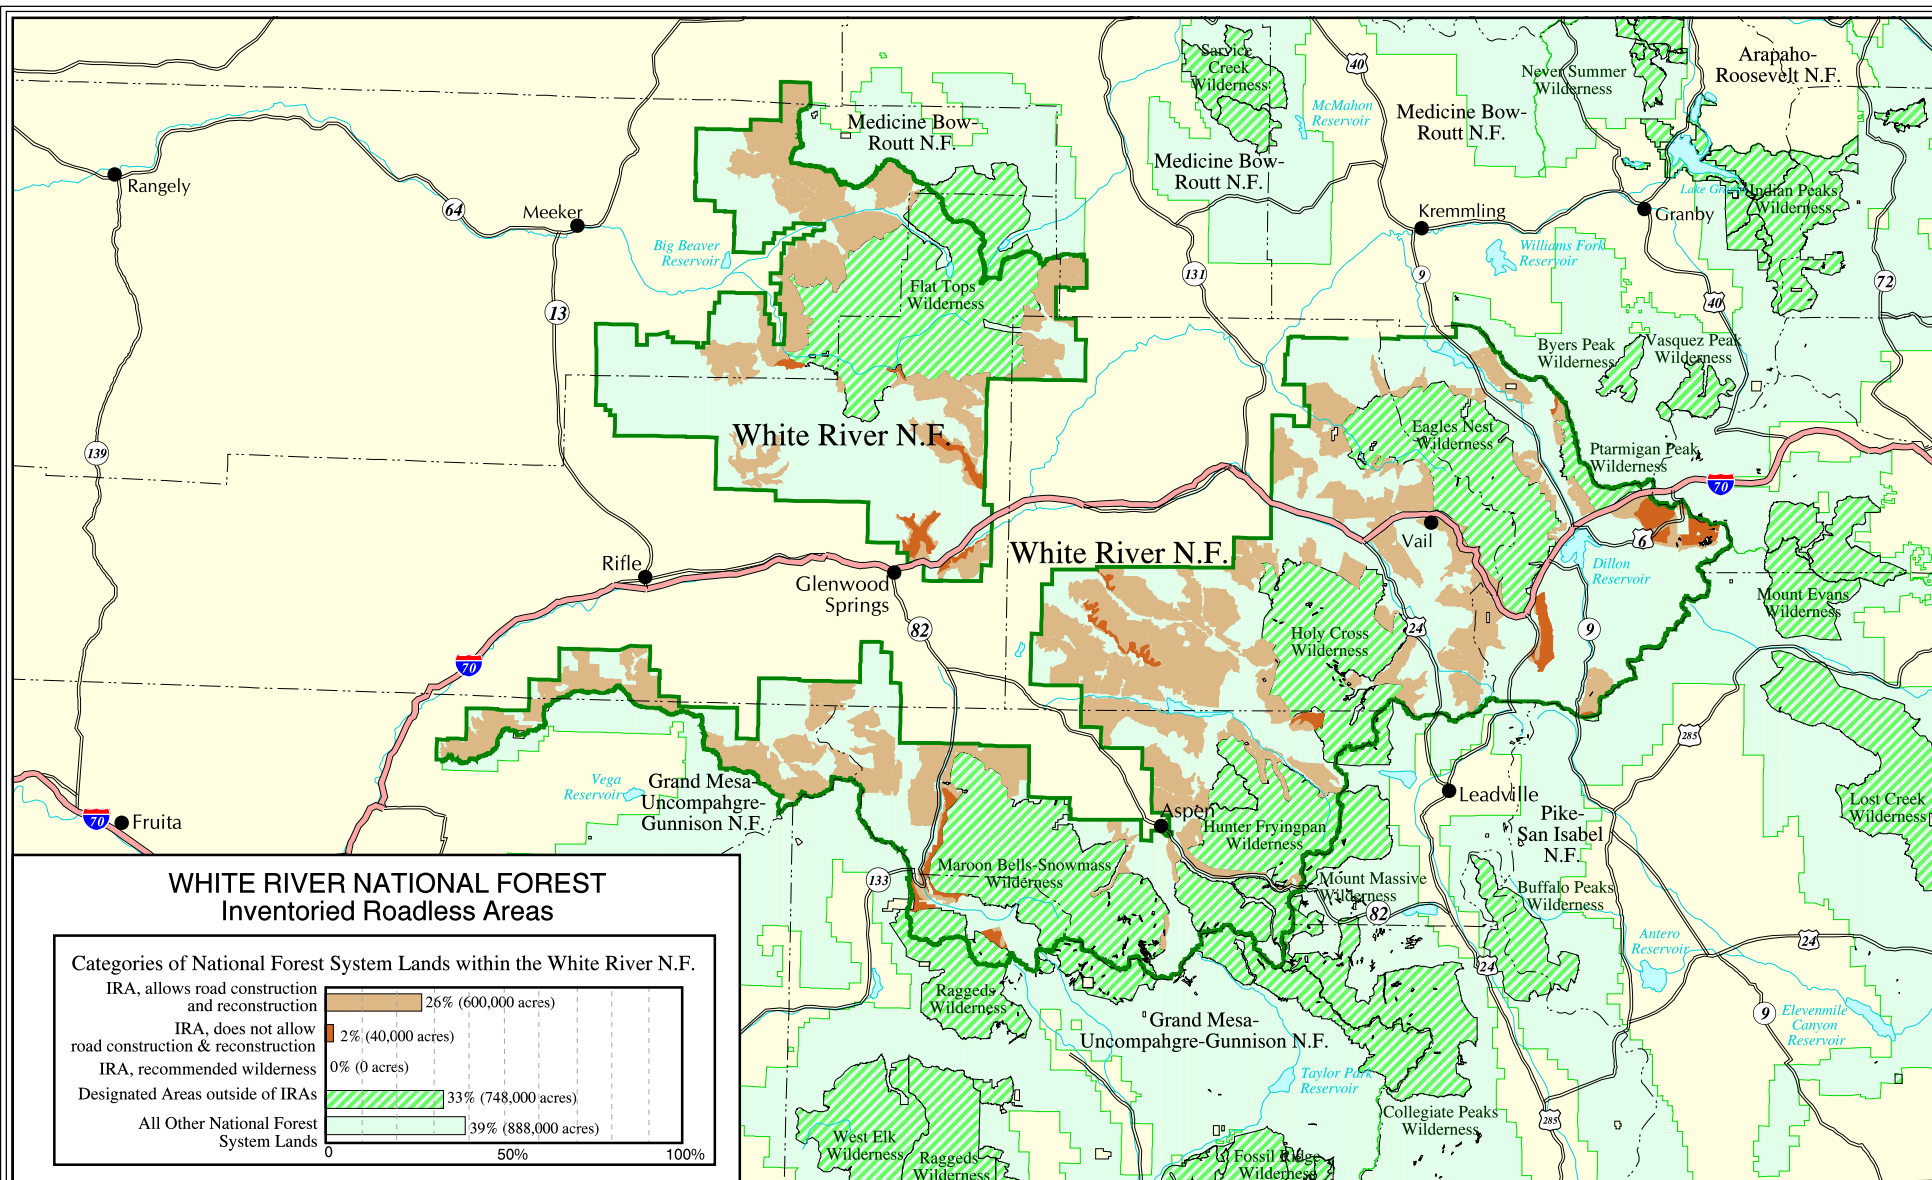 Sarvice
Creek
Wilderness
40
Never Summer
Wilderness
Arapaho-
Roosevelt N.F.
McMahon
Reservoir
Medicine Bow-
Routt N.F.
Medicine Bow-
Routt N.F.
Medicine Bow-
Routt N.F.
Rangely
64
Meeker
Kremmling
Lake
Granby
Indian Peaks
Wilderness
Big Beaver
Reservoir
Williams Fork
Reservoir
131
9
72
Flat Tops
Wilderness
40
13
Byers Peak
Wilderness
Vasquez Peak
Wilderness
White River N.F.
Eagles Nest
Wilderness
139
Ptarmigan Peak
Wilderness
70
Vail
6
White River N.F.
Rifle
Glenwood
Springs
Dillon
Reservoir
Mount Evans
Wilderness
82
24
9
Holy Cross
Wilderness
70
285
Vega
Reservoir
Grand Mesa-
Uncompahgre-
Gunnison N.F.
70
Fruita
Aspen
Leadville
Lost Creek
Wilderness
Pike-
San Isabel
N.F.
Hunter Fryingpan
Wilderness
Maroon Bells-Snowmass
Wilderness
133
Mount Massive
Wilderness
82
Buffalo Peaks
Wilderness
Antero
Reservoir
24
24
Raggeds
Wilderness
Grand Mesa-
Uncompahgre-Gunnison N.F.
9
Elevenmile
Canyon
Reservoir
Taylor Park
Reservoir
Collegiate Peaks
Wilderness
285
West Elk
Wilderness
Raggeds
Wilderness
Fossil Ridge
Wilderness
WHITE RIVER NATIONAL FOREST
Inventoried Roadless Areas
Categories of National Forest System Lands within the White River N.F.
IRA, allows road construction
and reconstruction
26% (600,000 acres)
IRA, does not allow
road construction & reconstruction
2% (40,000 acres)
IRA, recommended wilderness
0% (0 acres)
Designated Areas outside of IRAs
33% (748,000 acres)
All Other National Forest
System Lands
39% (888,000 acres)
0 50% 100%